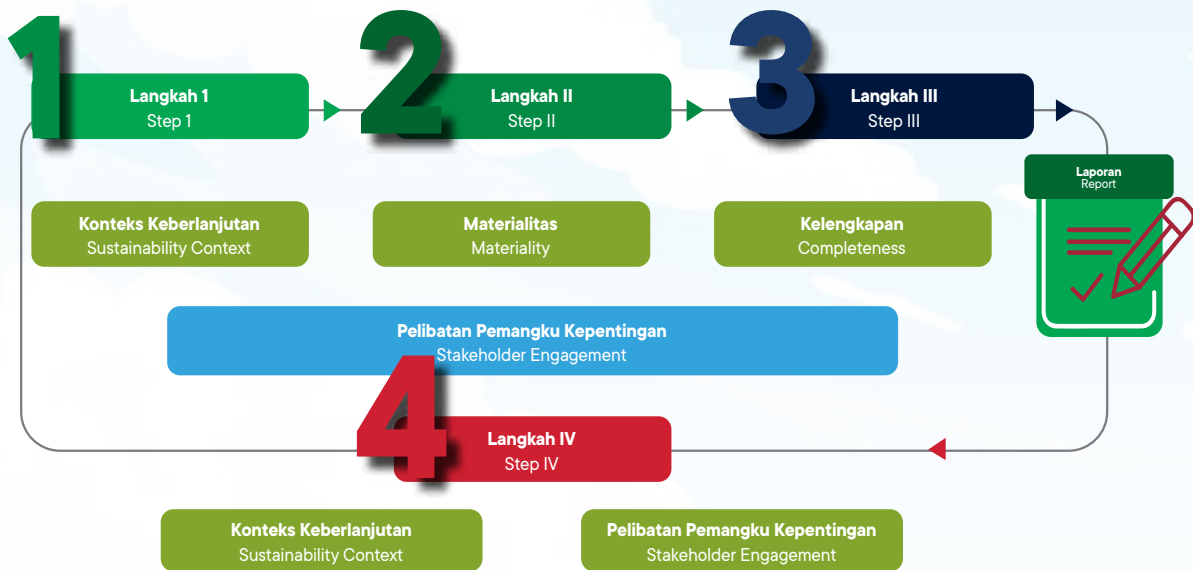 1
Langkah 1
Step 1
2
Langkah II
Step II
3
Langkah III
Step III
Laporan
Report
Konteks Keberlanjutan
Sustainability Context
Materialitas
Materiality
Kelengkapan
Completeness
Pelibatan Pemangku Kepentingan
Stakeholder Engagement
4
Langkah IV
Step IV
Konteks Keberlanjutan
Sustainability Context
Pelibatan Pemangku Kepentingan
Stakeholder Engagement